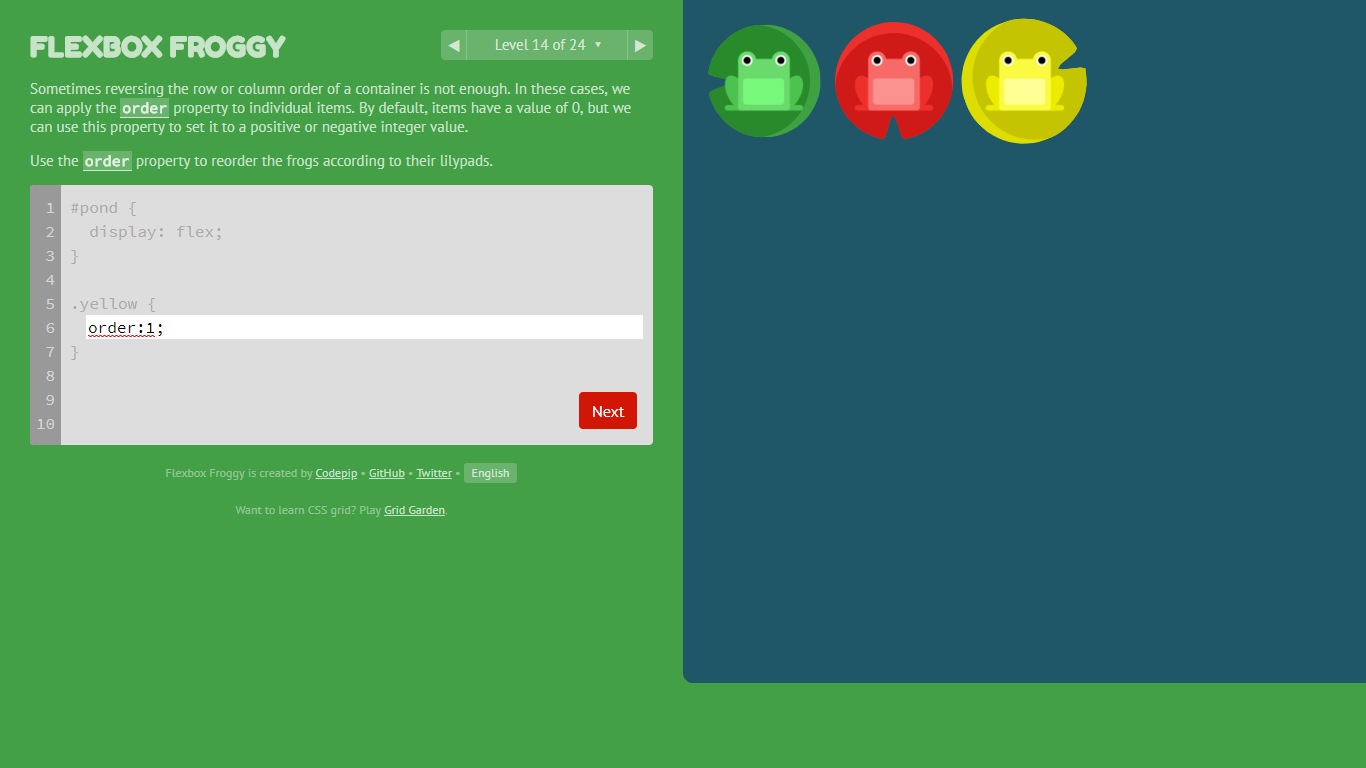 FLEXBOX FROGGY
Level 14 of 24
Sometimes reversing the row or column order of a container is not enough. In these cases, we
can apply the order property to individual items. By default, items have a value of 0, but we
can use this property to set it to a positive or negative integer value.
Use the order property to reorder the frogs according to their lilypads.
1 #pond {
2 display: flex;
3 }
4
5 .yellow {
6 order:1;
7 }
8
9
10
Next
Flexbox Froggy is created by Codepip • GitHub • Twitter • English
Want to learn CSS grid? Play Grid Garden.